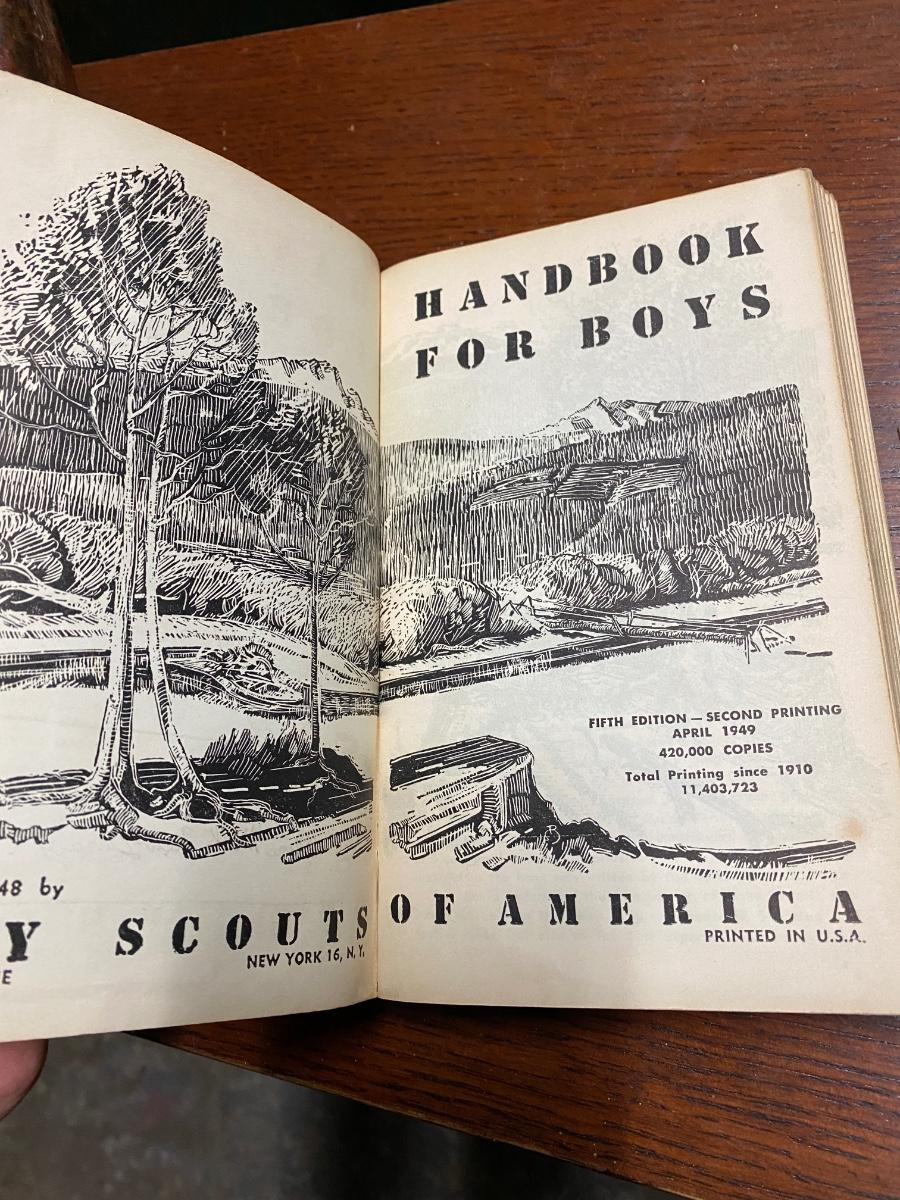 HANDBOOK
FOR BOYS
FIFTH EDITION — SECOND PRINTING
APRIL 1949
420,000 COPIES
Total Printing since 1910
11,403,723
48 by
Y SCOUTS OF AMERICA
E
NEW YORK 16, N.Y.
PRINTED IN U.S.A.